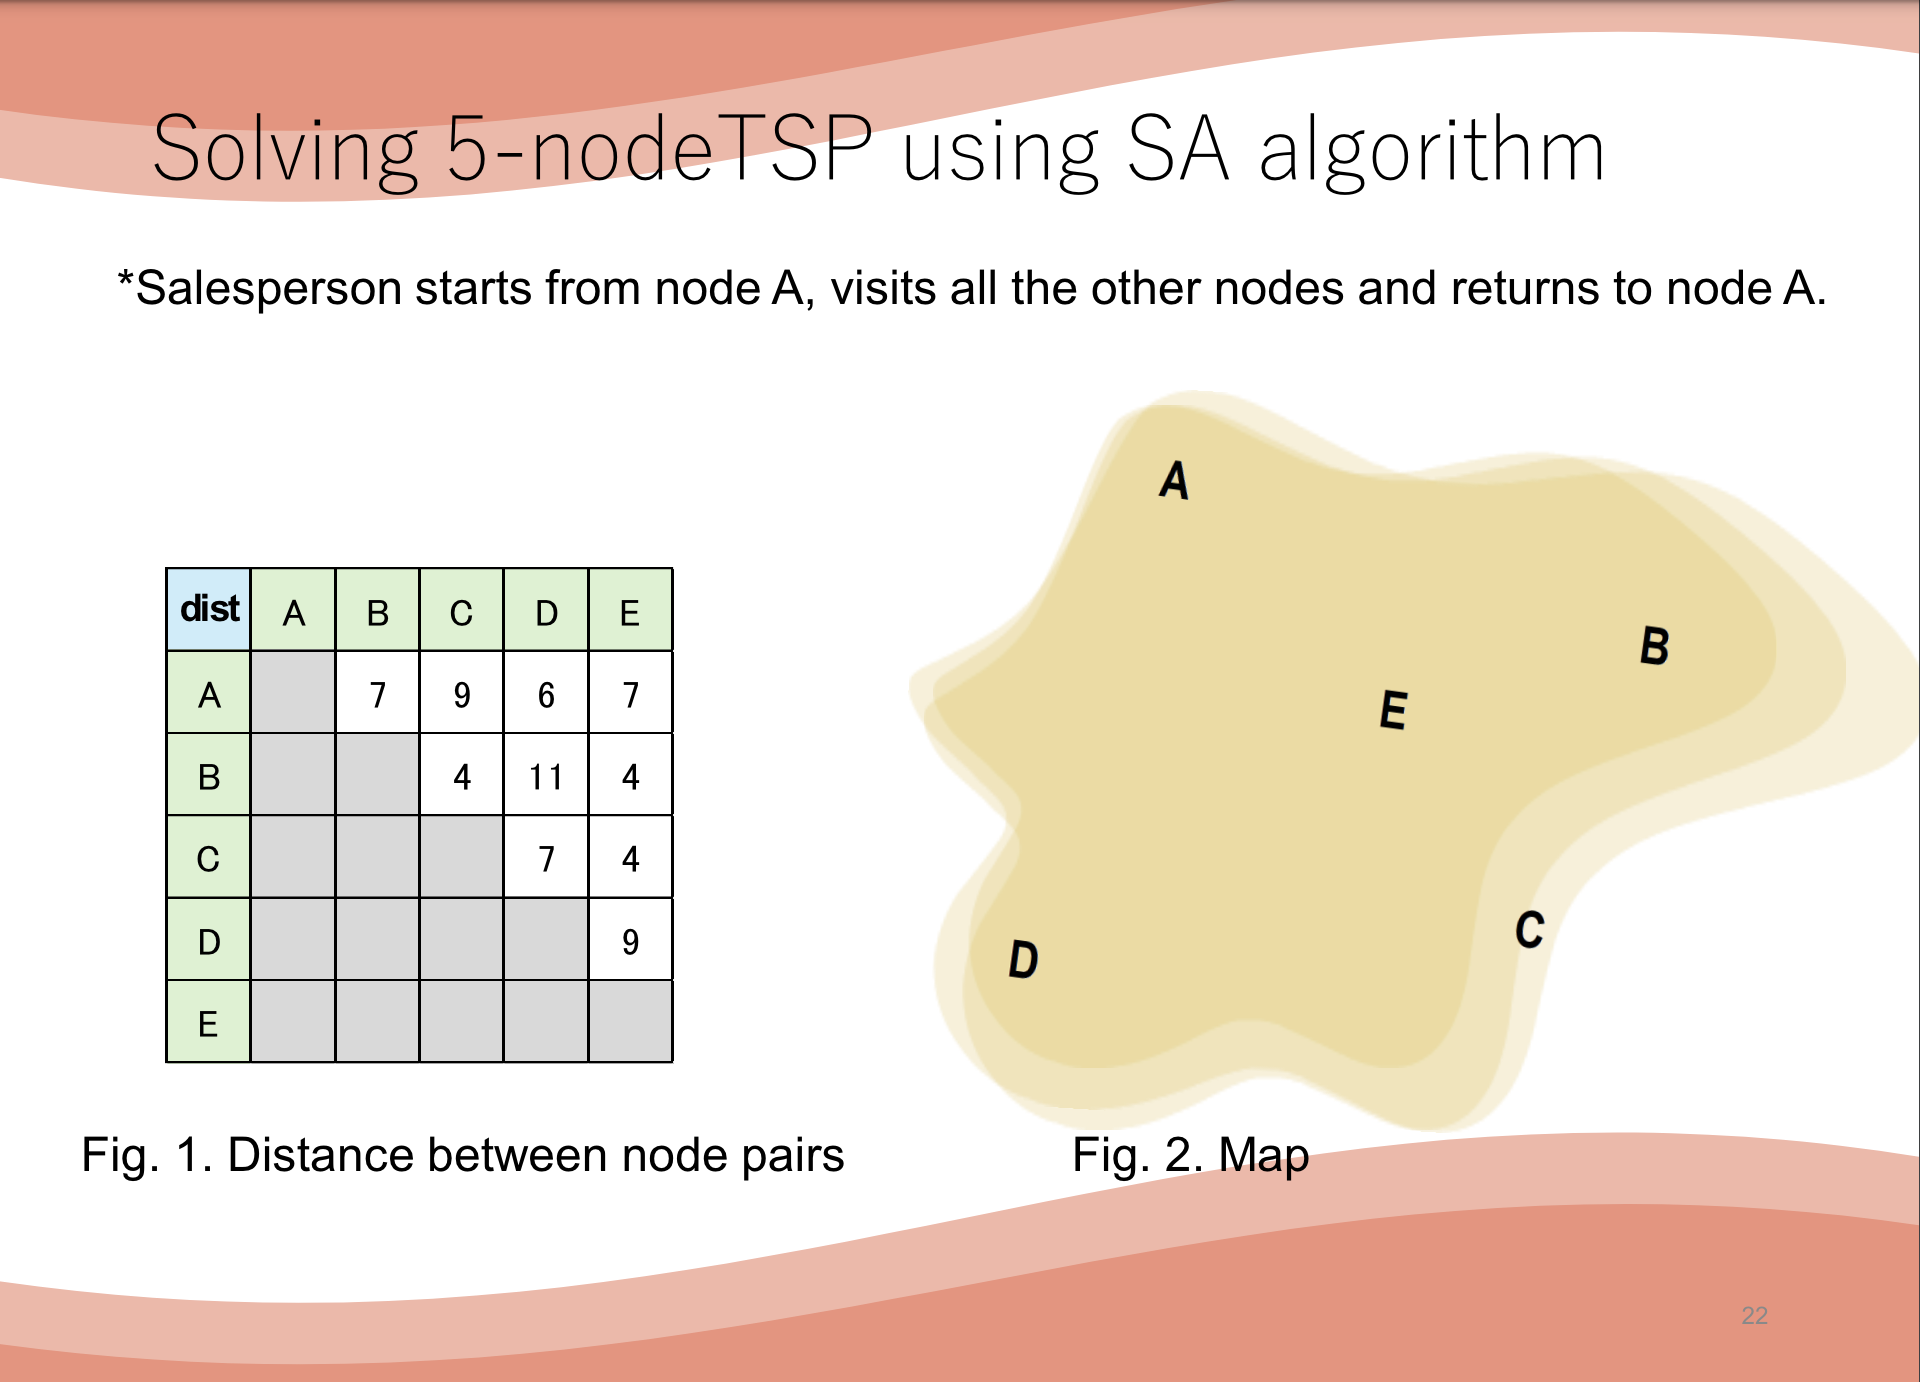 Solving 5-nodeTSP using SA algorithm
*Salesperson starts from node A, visits all the other nodes and returns to node A.
dist A B C D E
A 7 9 6 7
B 4 11 4
C 7 4
D 9
E
A
B
E
C
D
Fig. 1. Distance between node pairs
Fig. 2. Map
22